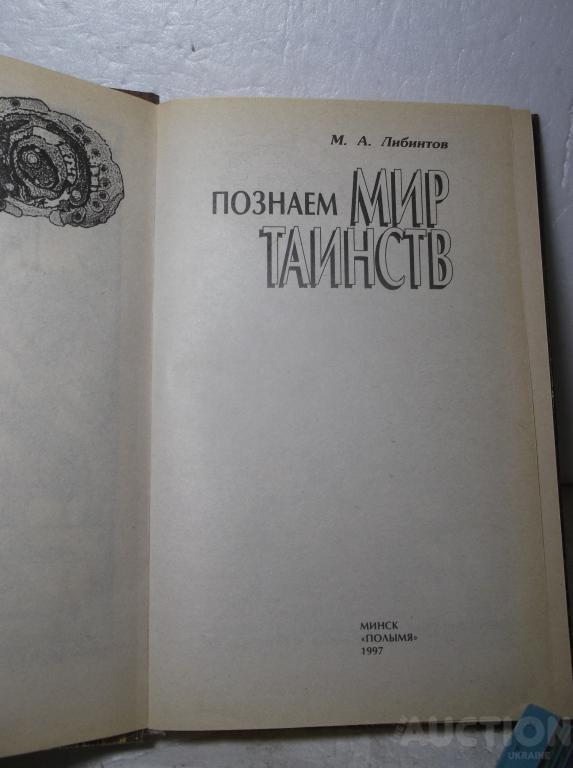 М. А. Либинтов
ПОЗНАЕМ МИР
ТАИНСТВ
МИНСК
«ПОЛЫМЯ»
1997
AUCTION
UKRAINE